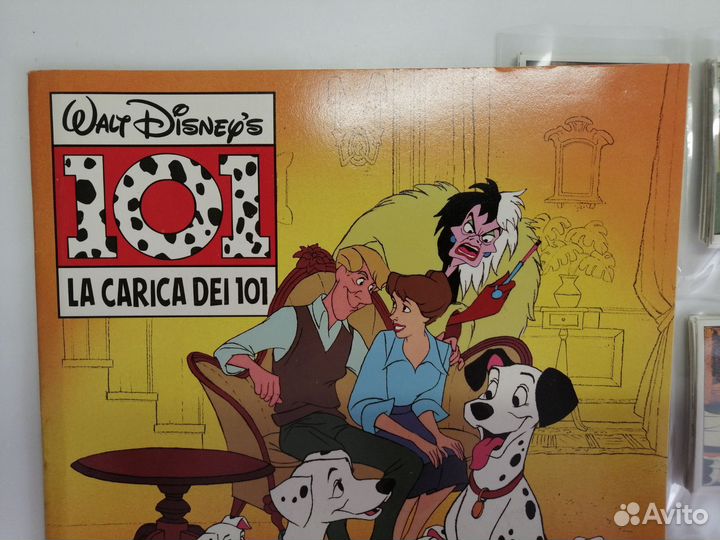 WALT DISNEY'S
101
LA CARICA DEI 101
Avito